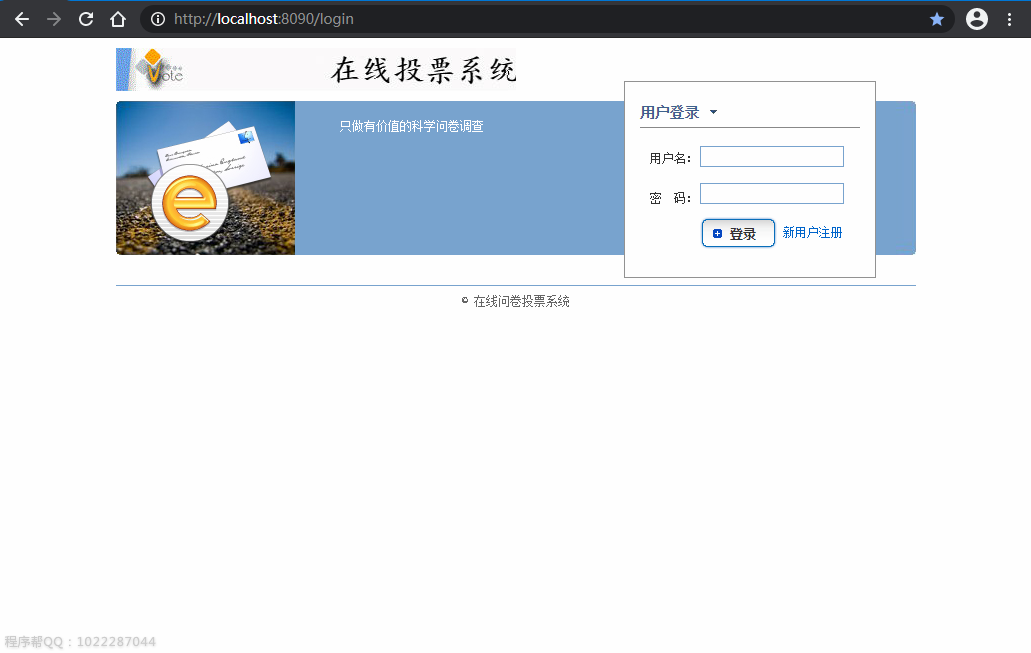 http://localhost:8090/login
Vote
在线投票系统
只做有价值的科学问卷调查
用户登录
用户名：
密 码：
登录
新用户注册
© 在线问卷投票系统
程序帮QQ：1022287044